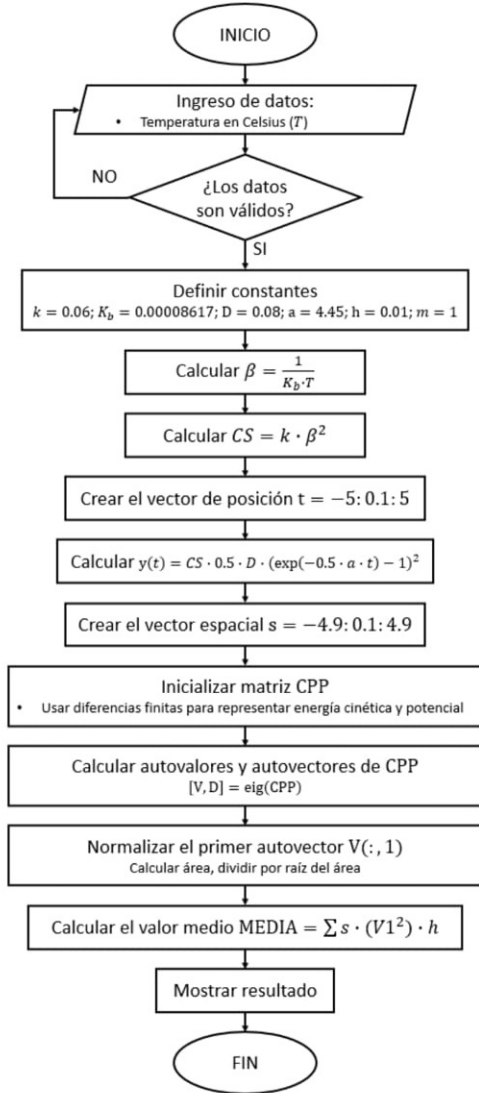 INICIO
Ingreso de datos:
• Temperatura en Celsius (T)
NO
¿Los datos
son válidos?
SI
Definir constantes
k = 0.06; K_b = 0.00008617; D = 0.08; a = 4.45; h = 0.01; m = 1
Calcular β = 1/(K_b·T)
Calcular CS = k · β²
Crear el vector de posición t = −5: 0.1: 5
Calcular y(t) = CS · 0.5 · D · (exp(−0.5 · a · t) − 1)²
Crear el vector espacial s = −4.9: 0.1: 4.9
Inicializar matriz CPP
• Usar diferencias finitas para representar energía cinética y potencial
Calcular autovalores y autovectores de CPP
[V, D] = eig(CPP)
Normalizar el primer autovector V(:, 1)
Calcular área, dividir por raíz del área
Calcular el valor medio MEDIA = ∑ s · (V1²) · h
Mostrar resultado
FIN